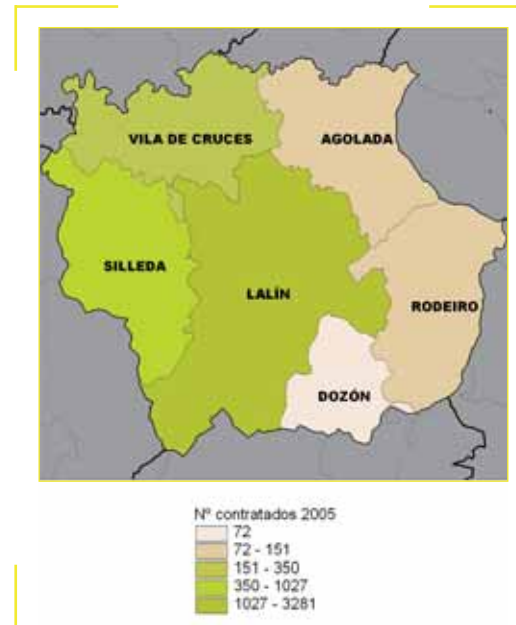 VILA DE CRUCES
AGOLADA
SILLEDA
LALÍN
RODEIRO
DOZÓN
Nº contratados 2005
72
72 - 151
151 - 350
350 - 1027
1027 - 3281